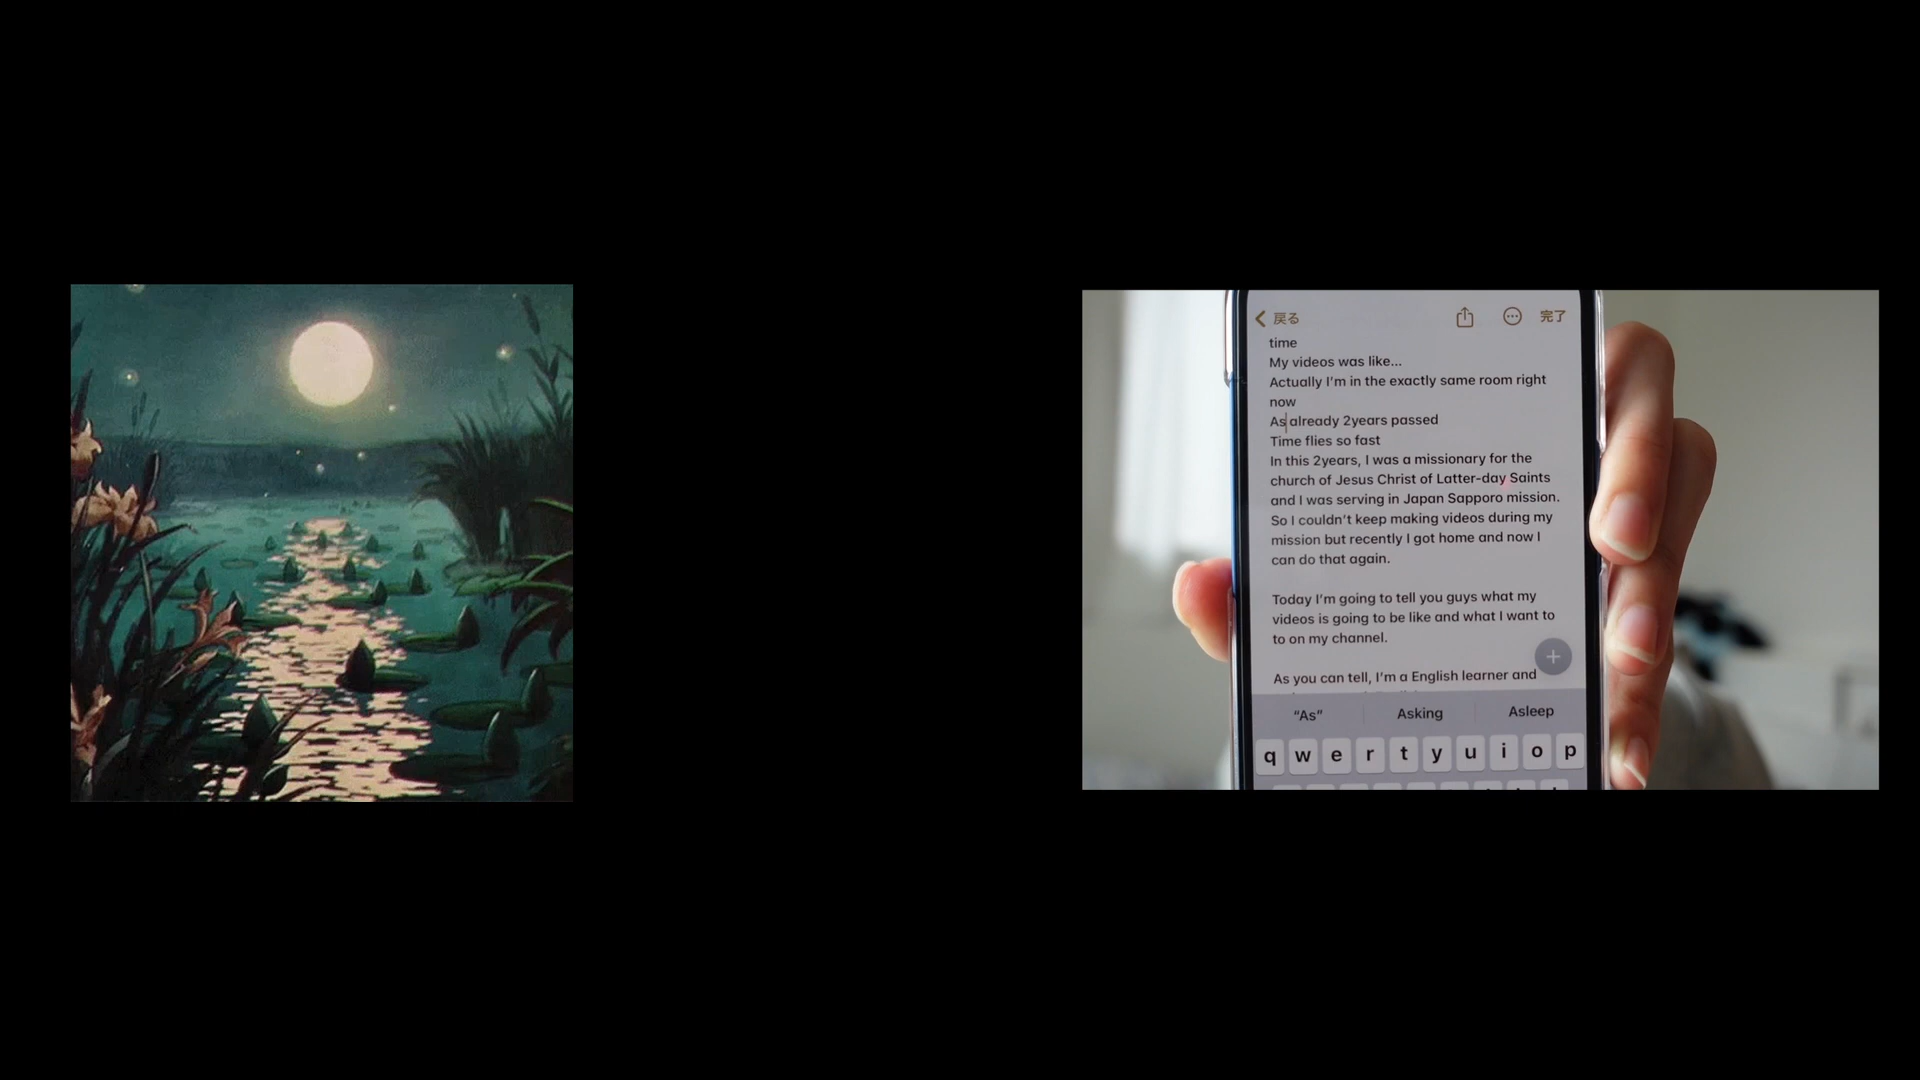 戻る
完了
time
My videos was like...
Actually I'm in the exactly same room right
now
As already 2years passed
Time flies so fast
In this 2years, I was a missionary for the
church of Jesus Christ of Latter-day Saints
and I was serving in Japan Sapporo mission.
So I couldn't keep making videos during my
mission but recently I got home and now I
can do that again.
Today I'm going to tell you guys what my
videos is going to be like and what I want to
to on my channel.
As you can tell, I'm a English learner and
“As” Asking Asleep
q w e r t y u i o p